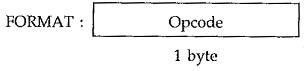 FORMAT : Opcode
1 byte